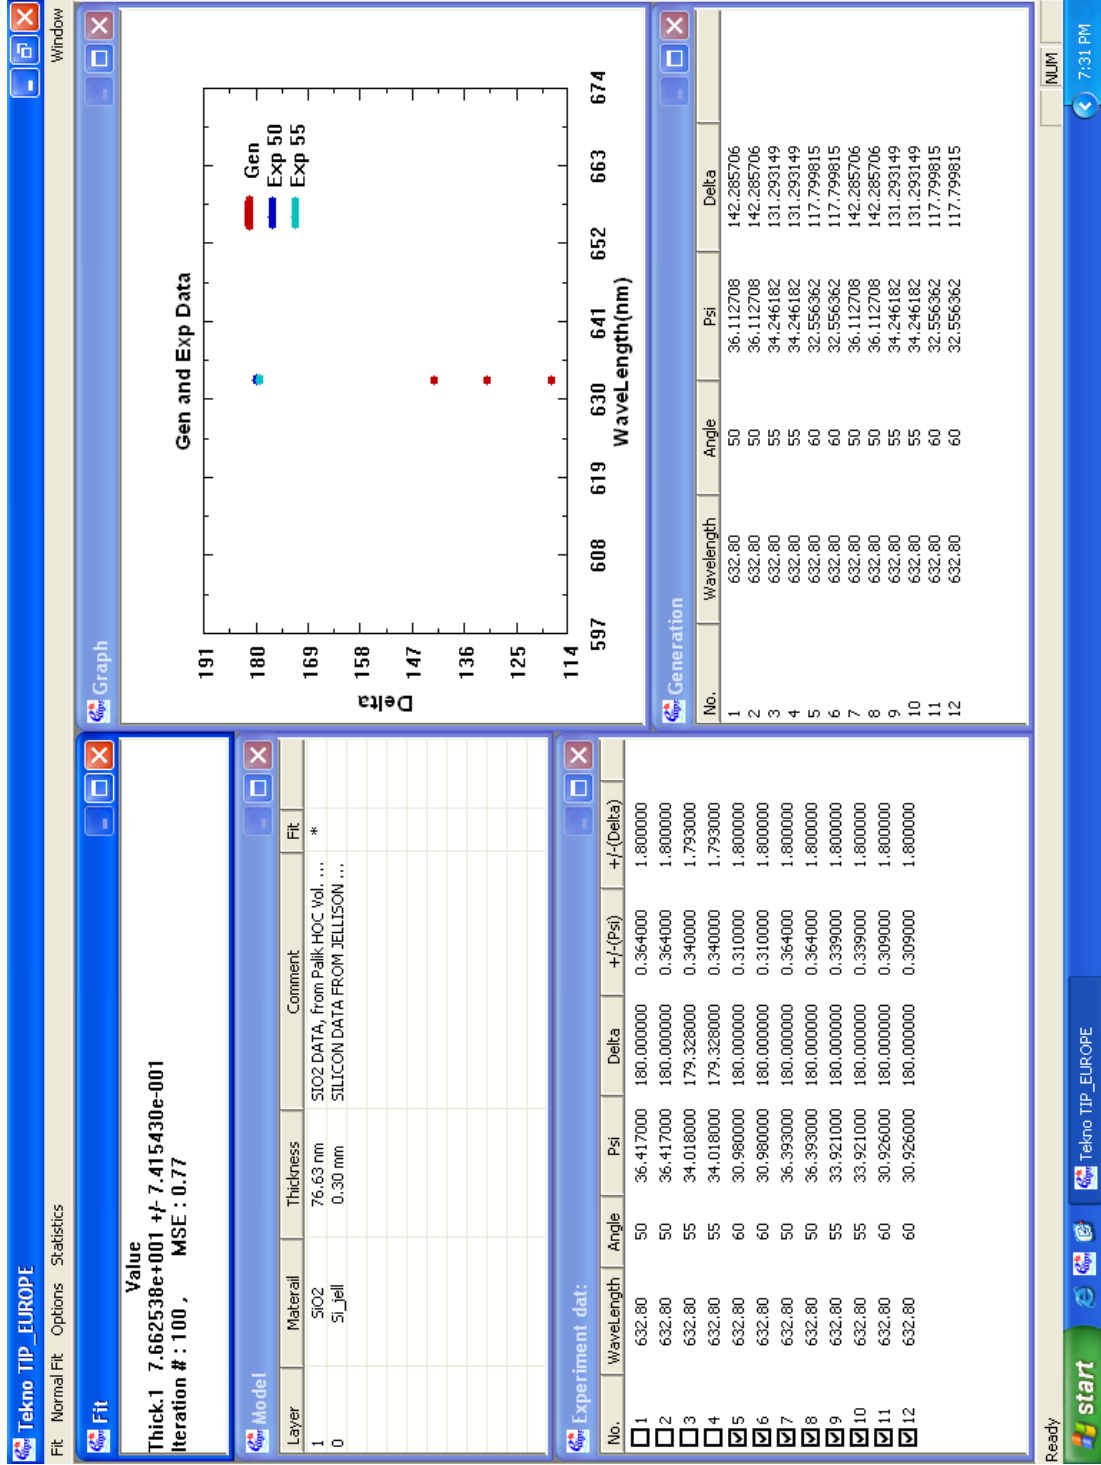 Tekno TIP_EUROPE
Fit Normal Fit Options Statistics Window
Fit
Value
Thick.1 7.662538e+001 +/- 7.415430e-001
Iteration # : 100 , MSE : 0.77
Model
Layer Materail Thickness Comment Fit
1 SiO2 76.63 nm SIO2 DATA, from Palik HOC Vol. ... *
0 Si_jell 0.30 mm SILICON DATA FROM JELLISON ...
Experiment dat:
No. WaveLength Angle Psi Delta +/-(Psi) +/-(Delta)
1 632.80 50 36.417000 180.000000 0.364000 1.800000
2 632.80 50 36.417000 180.000000 0.364000 1.800000
3 632.80 55 34.018000 179.328000 0.340000 1.793000
4 632.80 55 34.018000 179.328000 0.340000 1.793000
5 632.80 60 30.980000 180.000000 0.310000 1.800000
6 632.80 60 30.980000 180.000000 0.310000 1.800000
7 632.80 50 36.393000 180.000000 0.364000 1.800000
8 632.80 50 36.393000 180.000000 0.364000 1.800000
9 632.80 55 33.921000 180.000000 0.339000 1.800000
10 632.80 55 33.921000 180.000000 0.339000 1.800000
11 632.80 60 30.926000 180.000000 0.309000 1.800000
12 632.80 60 30.926000 180.000000 0.309000 1.800000
Graph
Gen and Exp Data
Gen
Exp 50
Exp 55
Delta
191
180
169
158
147
136
125
114
597 608 619 630 641 652 663 674
WaveLength(nm)
Generation
No. Wavelength Angle Psi Delta
1 632.80 50 36.112708 142.285706
2 632.80 50 36.112708 142.285706
3 632.80 55 34.246182 131.293149
4 632.80 55 34.246182 131.293149
5 632.80 60 32.556362 117.799815
6 632.80 60 32.556362 117.799815
7 632.80 50 36.112708 142.285706
8 632.80 50 36.112708 142.285706
9 632.80 55 34.246182 131.293149
10 632.80 55 34.246182 131.293149
11 632.80 60 32.556362 117.799815
12 632.80 60 32.556362 117.799815
Ready NUM
start Tekno TIP_EUROPE 7:31 PM